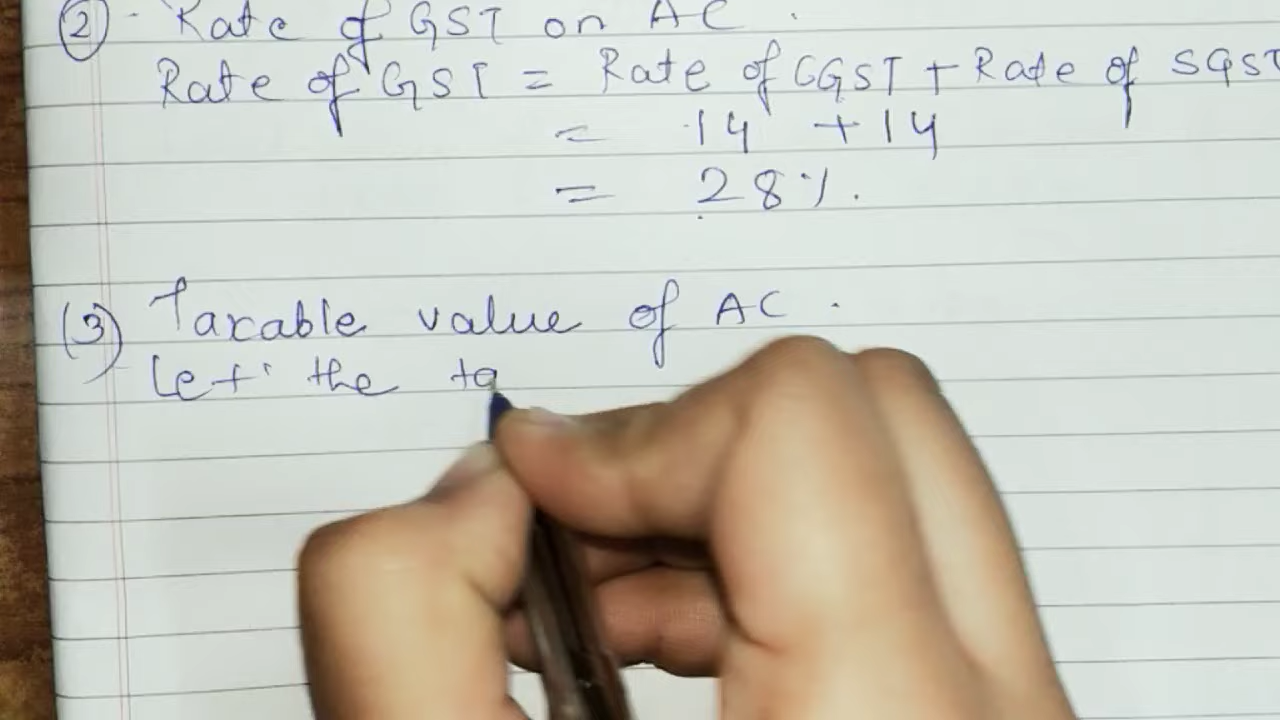 ② Rate of GST on AC.
Rate of GST = Rate of CGST + Rate of SGST
= 14 + 14
= 28%.
(3) Taxable value of AC.
Let the ta